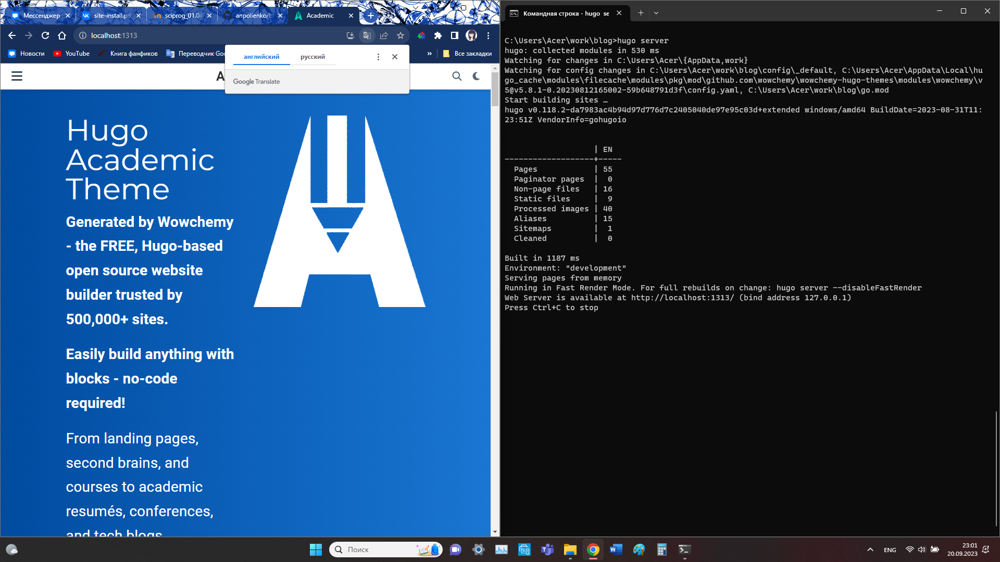 Мессенджер
site-install.pd
sciprog_01.0
anpolienko/b
Academic
localhost:1313
Новости
YouTube
Книга фанфиков
Переводчик Goo
»
Все закладки
английский
русский
Google Translate
A
Hugo
Academic
Theme
Generated by Wowchemy
- the FREE, Hugo-based
open source website
builder trusted by
500,000+ sites.
Easily build anything with
blocks - no-code
required!
From landing pages,
second brains, and
courses to academic
resumés, conferences,
and tech blogs
Командная строка - hugo se
C:\Users\Acer\work\blog>hugo server
hugo: collected modules in 530 ms
Watching for changes in C:\Users\Acer\{AppData,work}
Watching for config changes in C:\Users\Acer\work\blog\config\_default, C:\Users\Acer\AppData\Local\hu
go_cache\modules\filecache\modules\pkg\mod\github.com\wowchemy\wowchemy-hugo-themes\modules\wowchemy\v
5@v5.8.1-0.20230812165002-59b648791d3f\config.yaml, C:\Users\Acer\work\blog\go.mod
Start building sites …
hugo v0.118.2-da7983ac4b94d97d776d7c2405040de97e95c03d+extended windows/amd64 BuildDate=2023-08-31T11:
23:51Z VendorInfo=gohugoio
| EN
-------------------+-----
Pages | 55
Paginator pages | 0
Non-page files | 16
Static files | 9
Processed images | 40
Aliases | 15
Sitemaps | 1
Cleaned | 0
Built in 1187 ms
Environment: "development"
Serving pages from memory
Running in Fast Render Mode. For full rebuilds on change: hugo server --disableFastRender
Web Server is available at http://localhost:1313/ (bind address 127.0.0.1)
Press Ctrl+C to stop
Поиск
ENG
23:01
20.09.2023